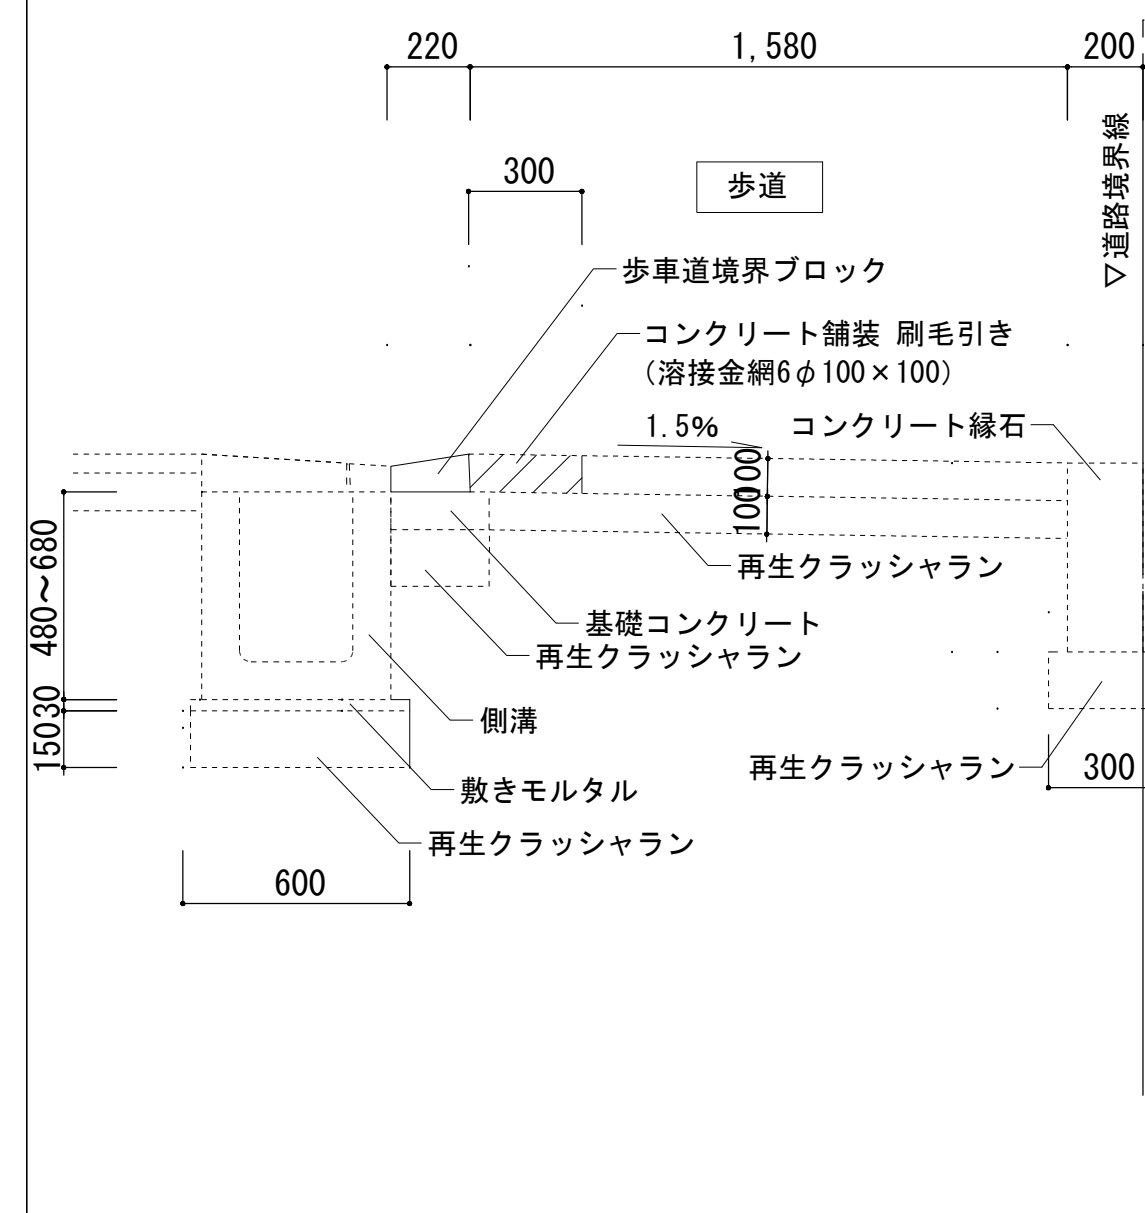 220
1,580
200
▽道路境界線
300
歩道
歩車道境界ブロック
コンクリート舗装 刷毛引き
(溶接金網6φ100×100)
1.5%
コンクリート縁石
100
100
再生クラッシャラン
480〜680
基礎コンクリート
再生クラッシャラン
30
側溝
150
再生クラッシャラン
300
敷きモルタル
再生クラッシャラン
600